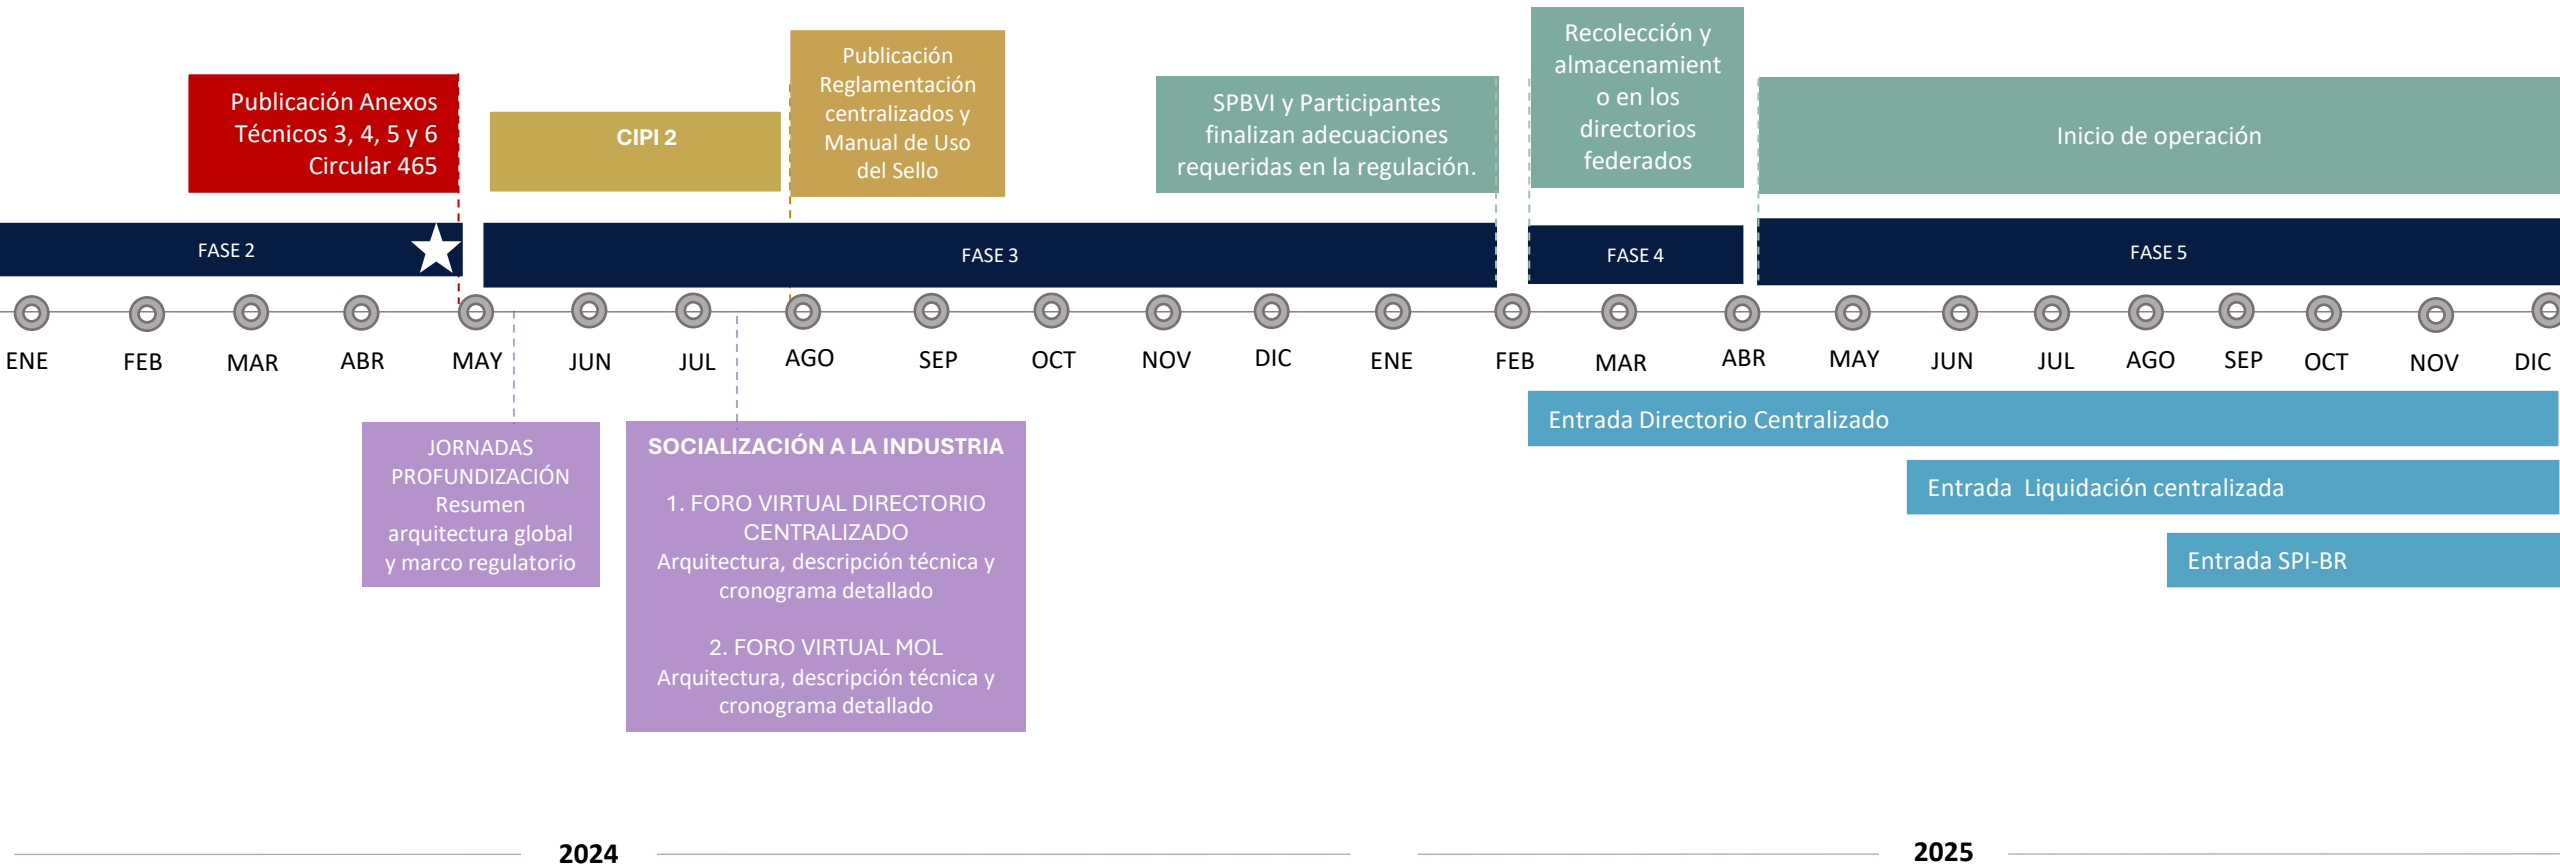 Publicación Anexos
Técnicos 3, 4, 5 y 6
Circular 465
CIPI 2
Publicación
Reglamentación
centralizados y
Manual de Uso
del Sello
SPBVI y Participantes
finalizan adecuaciones
requeridas en la regulación.
Recolección y
almacenamient
o en los
directorios
federados
Inicio de operación
FASE 2
FASE 3
FASE 4
FASE 5
ENE
FEB
MAR
ABR
MAY
JUN
JUL
AGO
SEP
OCT
NOV
DIC
ENE
FEB
MAR
ABR
MAY
JUN
JUL
AGO
SEP
OCT
NOV
DIC
JORNADAS
PROFUNDIZACIÓN
Resumen
arquitectura global
y marco regulatorio
SOCIALIZACIÓN A LA INDUSTRIA
1. FORO VIRTUAL DIRECTORIO
CENTRALIZADO
Arquitectura, descripción técnica y
cronograma detallado
2. FORO VIRTUAL MOL
Arquitectura, descripción técnica y
cronograma detallado
Entrada Directorio Centralizado
Entrada  Liquidación centralizada
Entrada SPI-BR
2024
2025